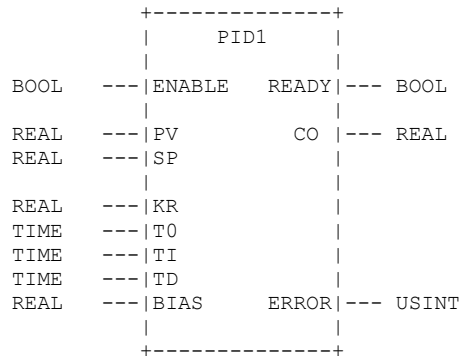 +--------------+
|     PID1     |
|              |
BOOL   ---|ENABLE  READY|--- BOOL
|              |
REAL   ---|PV        CO |--- REAL
REAL   ---|SP           |
|              |
REAL   ---|KR           |
TIME   ---|T0           |
TIME   ---|TI           |
TIME   ---|TD           |
REAL   ---|BIAS    ERROR|--- USINT
|              |
+--------------+